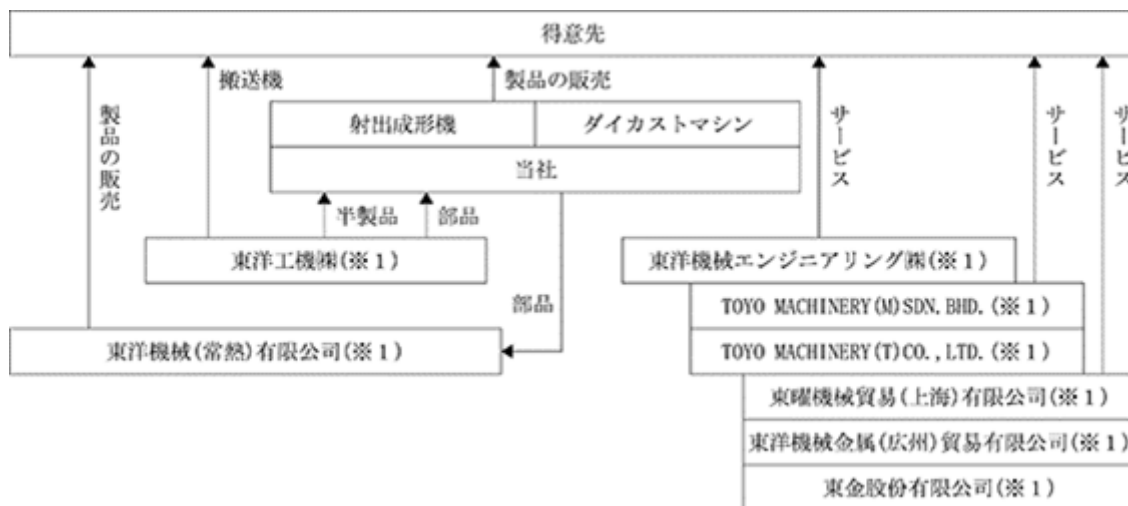 得意先
搬送機
製品の販売
製品の販売
サービス
サービス
サービス
射出成形機
ダイカストマシン
当社
半製品
部品
東洋工機㈱(※1)
東洋機械エンジニアリング㈱(※1)
部品
TOYO MACHINERY(M)SDN.BHD.(※1)
東洋機械(常熟)有限公司(※1)
TOYO MACHINERY(T)CO.,LTD.(※1)
東曜機械貿易(上海)有限公司(※1)
東洋機械金属(広州)貿易有限公司(※1)
東金股份有限公司(※1)